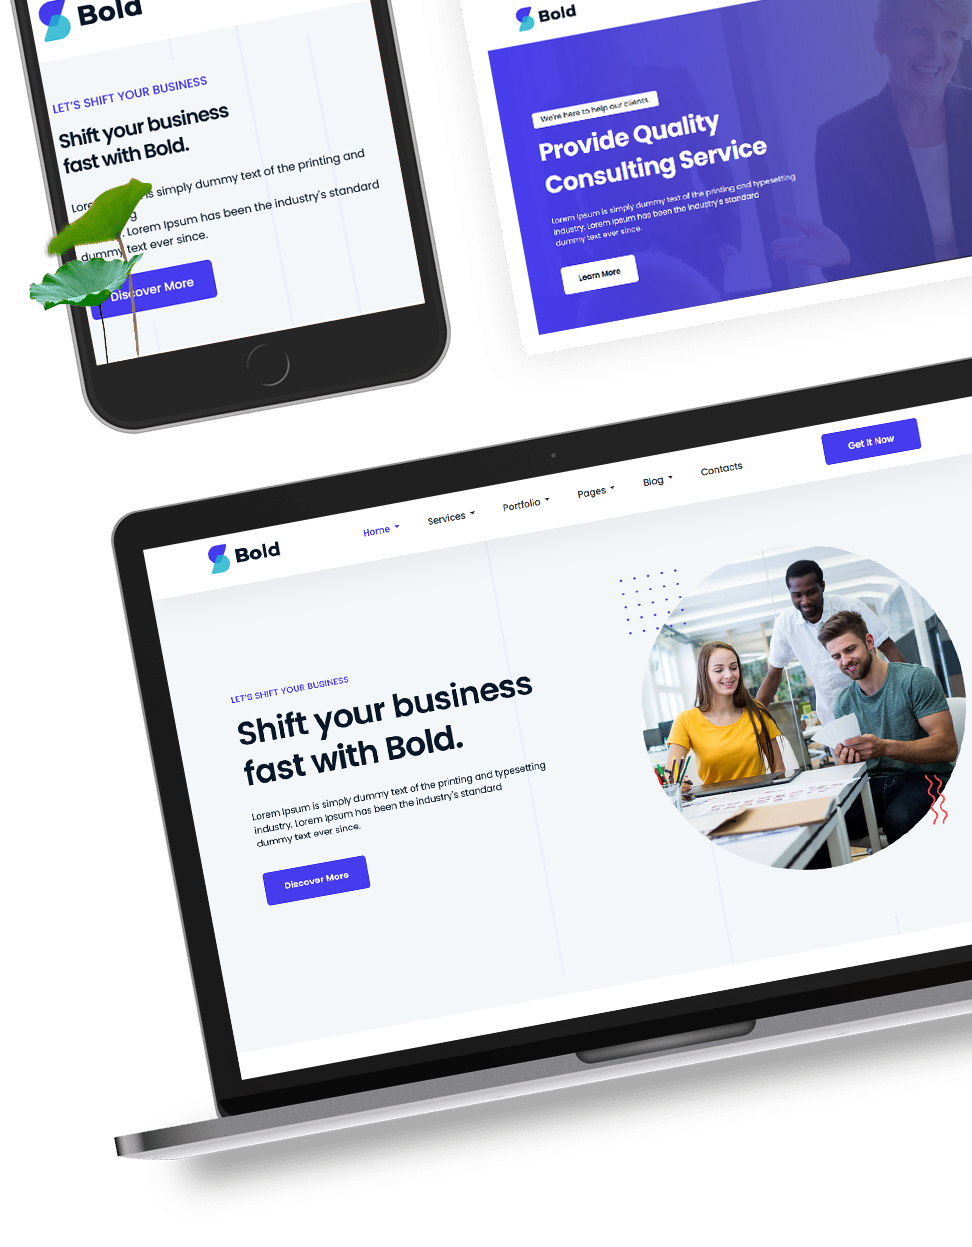 Bold
LET'S SHIFT YOUR BUSINESS
Shift your business
fast with Bold.
is simply dummy text of the printing and
Lorem Ipsum has been the industry's standard
dummy text ever since.
Discover More
Bold
We're here to help our clients.
Provide Quality
Consulting Service
Lorem Ipsum is simply dummy text of the printing and typesetting
industry. Lorem Ipsum has been the industry's standard
dummy text ever since.
Learn More
Bold
Home
Services
Portfolio
Pages
Blog
Contacts
Get It Now
LET'S SHIFT YOUR BUSINESS
Shift your business
fast with Bold.
Lorem Ipsum is simply dummy text of the printing and typesetting
industry. Lorem Ipsum has been the industry's standard
dummy text ever since.
Discover More